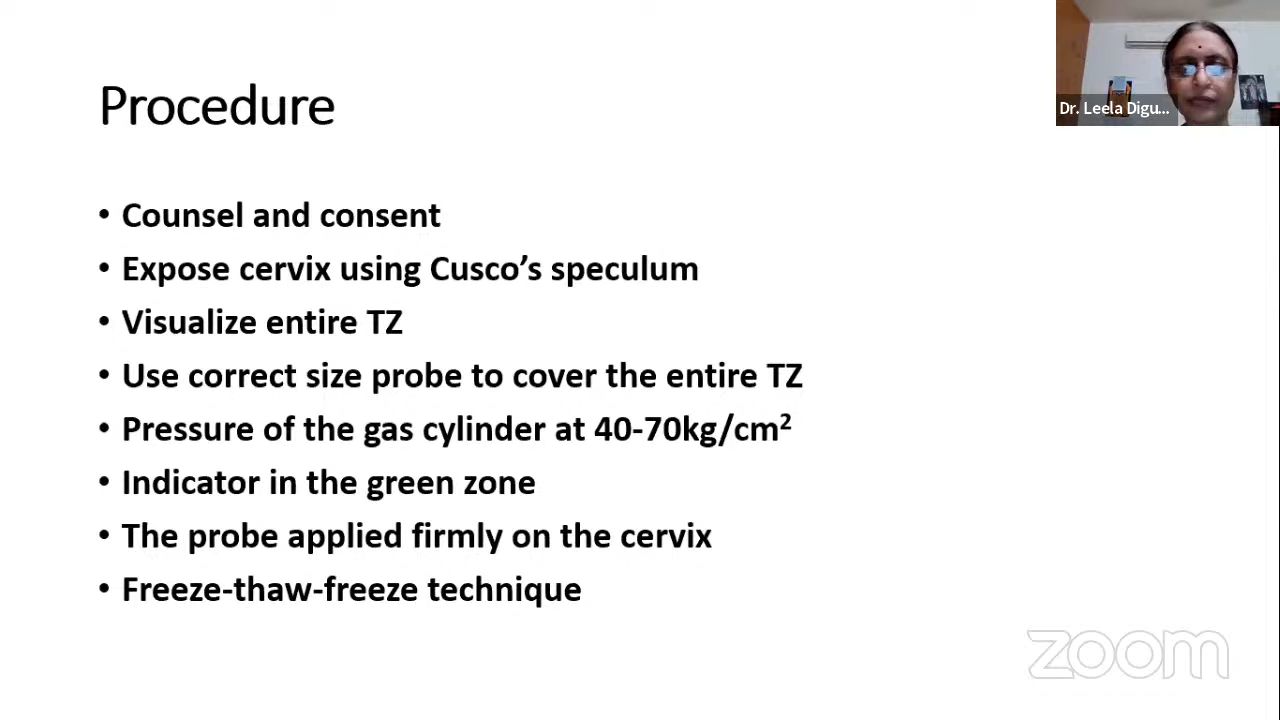 Procedure
Dr. Leela Digu...
• Counsel and consent
• Expose cervix using Cusco’s speculum
• Visualize entire TZ
• Use correct size probe to cover the entire TZ
• Pressure of the gas cylinder at 40-70kg/cm²
• Indicator in the green zone
• The probe applied firmly on the cervix
• Freeze-thaw-freeze technique
zoom